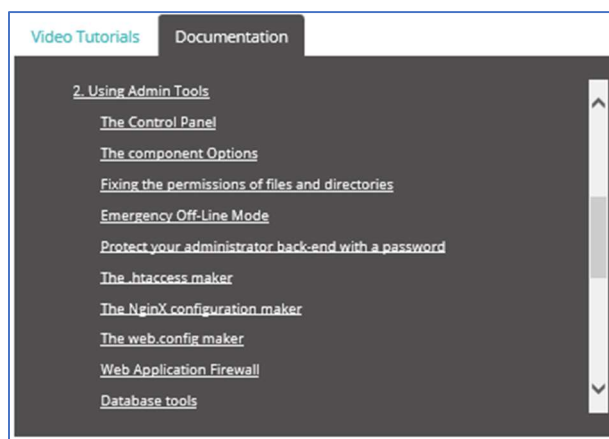 Video Tutorials
Documentation
2. Using Admin Tools
The Control Panel
The component Options
Fixing the permissions of files and directories
Emergency Off-Line Mode
Protect your administrator back-end with a password
The .htaccess maker
The NginX configuration maker
The web.config maker
Web Application Firewall
Database tools